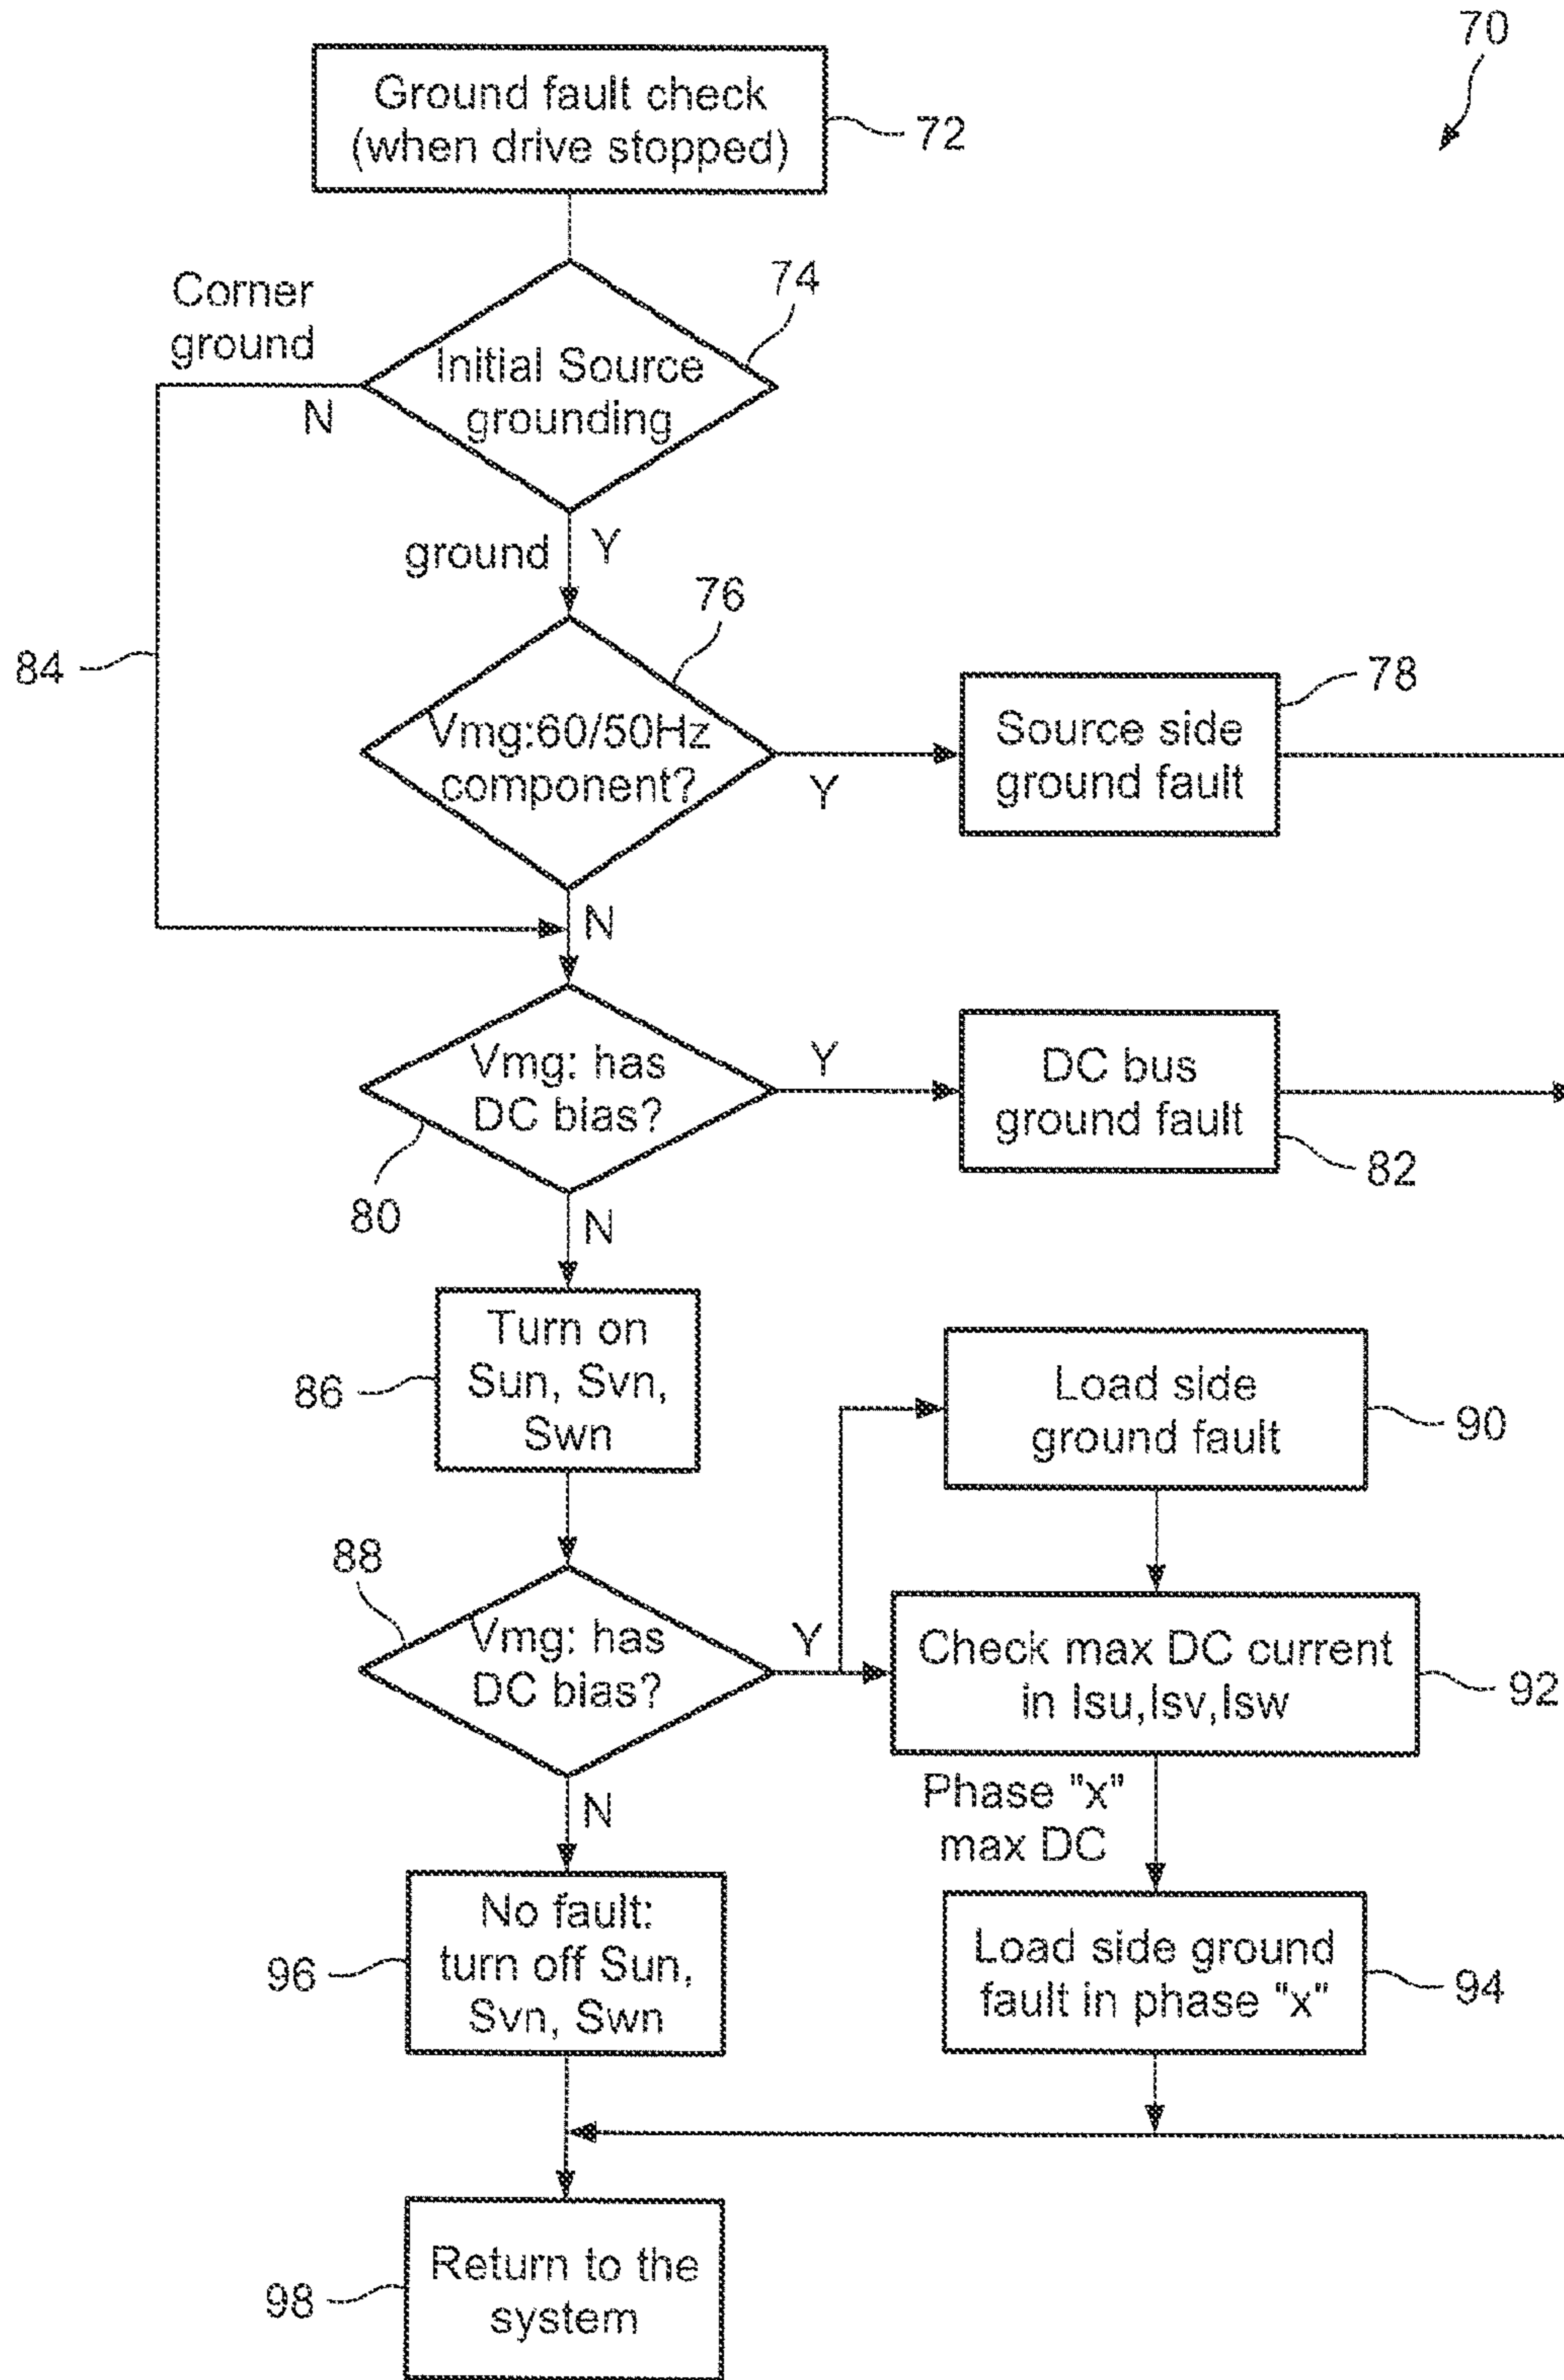 70
Ground fault check
(when drive stopped)
72
Corner
ground
74
Initial Source
grounding
N
ground
Y
76
84
Vmg:60/50Hz
component?
Y
78
Source side
ground fault
N
Vmg: has
DC bias?
Y
DC bus
ground fault
82
80
N
Turn on
Sun, Svn,
Swn
86
Load side
ground fault
90
88
Vmg: has
DC bias?
Y
Check max DC current
in Isu,Isv,Isw
92
N
Phase "x"
max DC
No fault:
turn off Sun,
Svn, Swn
96
Load side ground
fault in phase "x"
94
Return to the
system
98